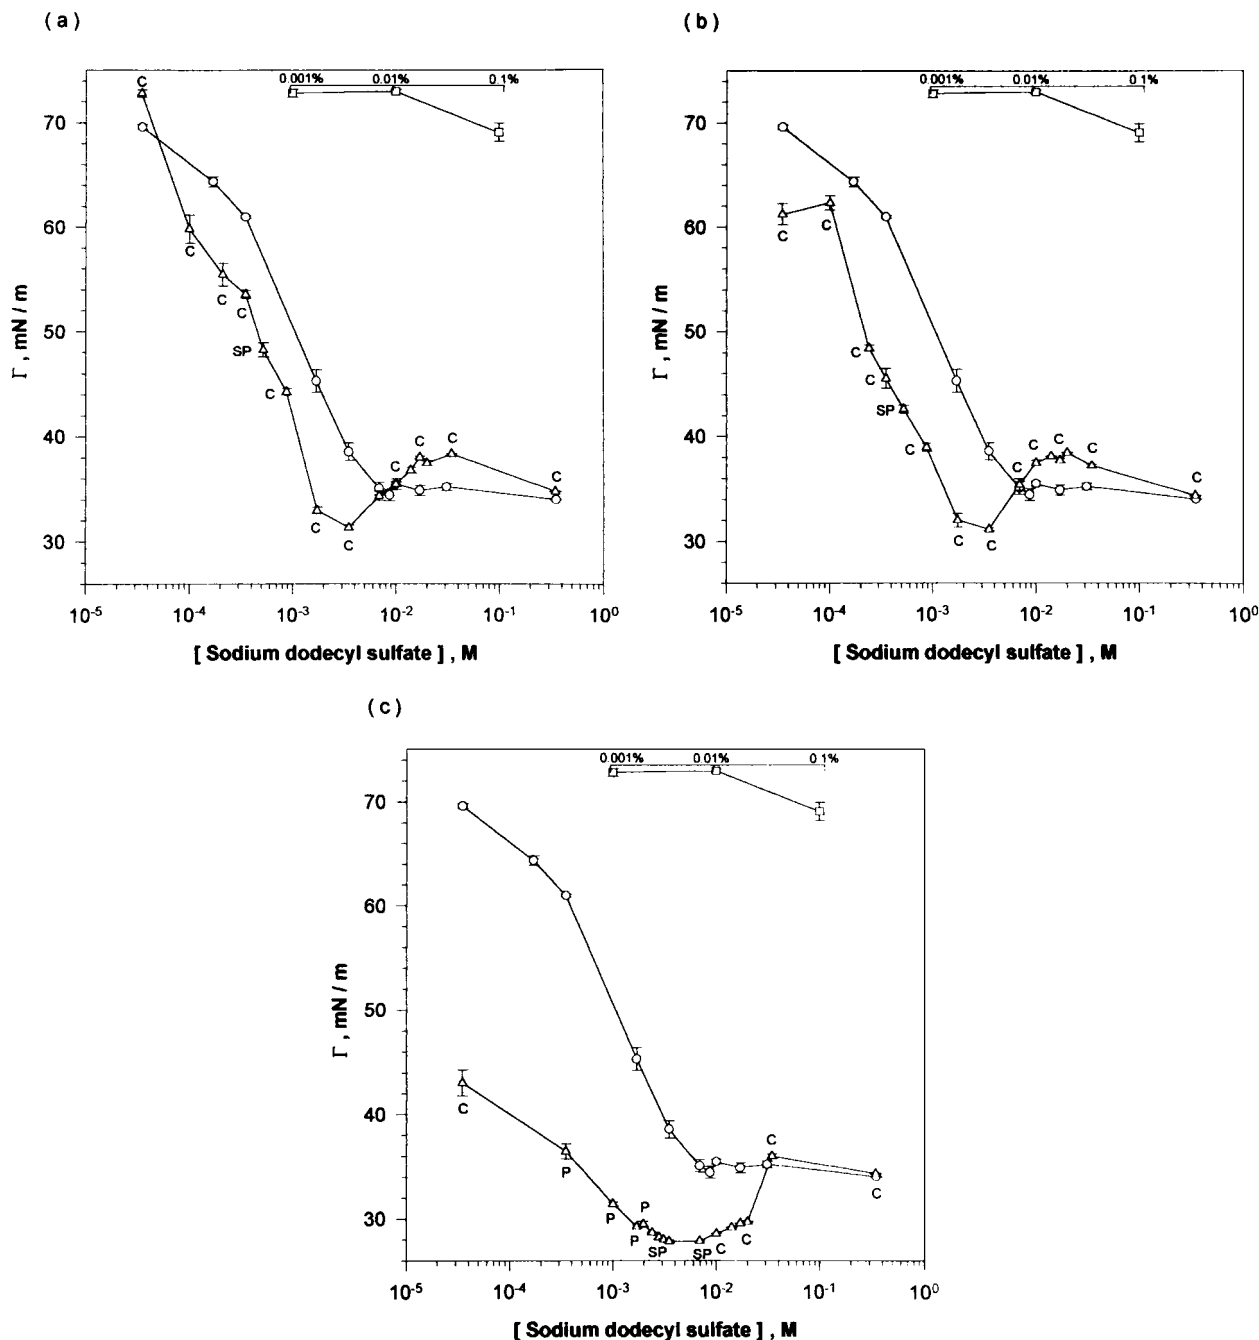 (a)
C
0.001% 0.01% 0.1%
70
60
C
C
C
50
SP
C
40
C C C
C
C
C
30
Γ, mN / m
10⁻⁵ 10⁻⁴ 10⁻³ 10⁻² 10⁻¹ 10⁰
[ Sodium dodecyl sulfate ] , M
(b)
0.001% 0.01% 0.1%
70
60
C C
50
C
C
SP
C
40
C C C
C
C
C C
30
Γ, mN / m
10⁻⁵ 10⁻⁴ 10⁻³ 10⁻² 10⁻¹ 10⁰
[ Sodium dodecyl sulfate ] , M
(c)
0.001% 0.01% 0.1%
70
60
50
40
C
C
P
C
P P
30
P SP SP C C
Γ, mN / m
10⁻⁵ 10⁻⁴ 10⁻³ 10⁻² 10⁻¹ 10⁰
[ Sodium dodecyl sulfate ] , M